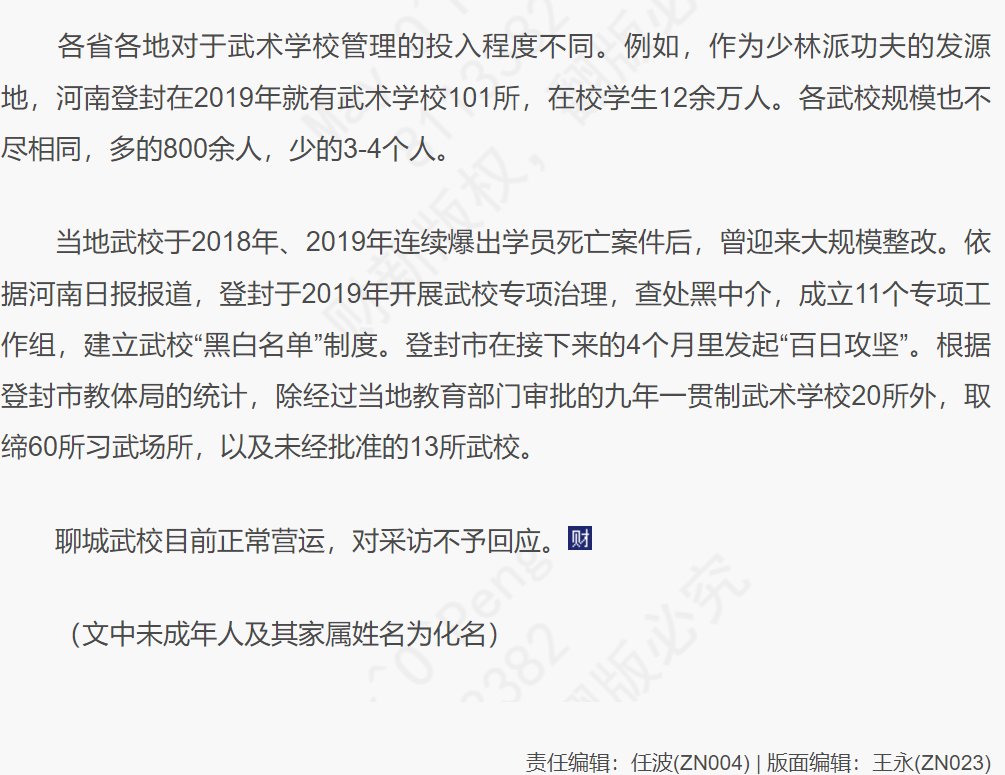 各省各地对于武术学校管理的投入程度不同。例如，作为少林派功夫的发源
地，河南登封在2019年就有武术学校101所，在校学生12余万人。各武校规模也不
尽相同，多的800余人，少的3-4个人。
当地武校于2018年、2019年连续爆出学员死亡案件后，曾迎来大规模整改。依
据河南日报报道，登封于2019年开展武校专项治理，查处黑中介，成立11个专项工
作组，建立武校“黑白名单”制度。登封市在接下来的4个月里发起“百日攻坚”。根据
登封市教体局的统计，除经过当地教育部门审批的九年一贯制武术学校20所外，取
缔60所习武场所，以及未经批准的13所武校。
聊城武校目前正常营运，对采访不予回应。财
（文中未成年人及其家属姓名为化名）
责任编辑：任波(ZN004) | 版面编辑：王永(ZN023)